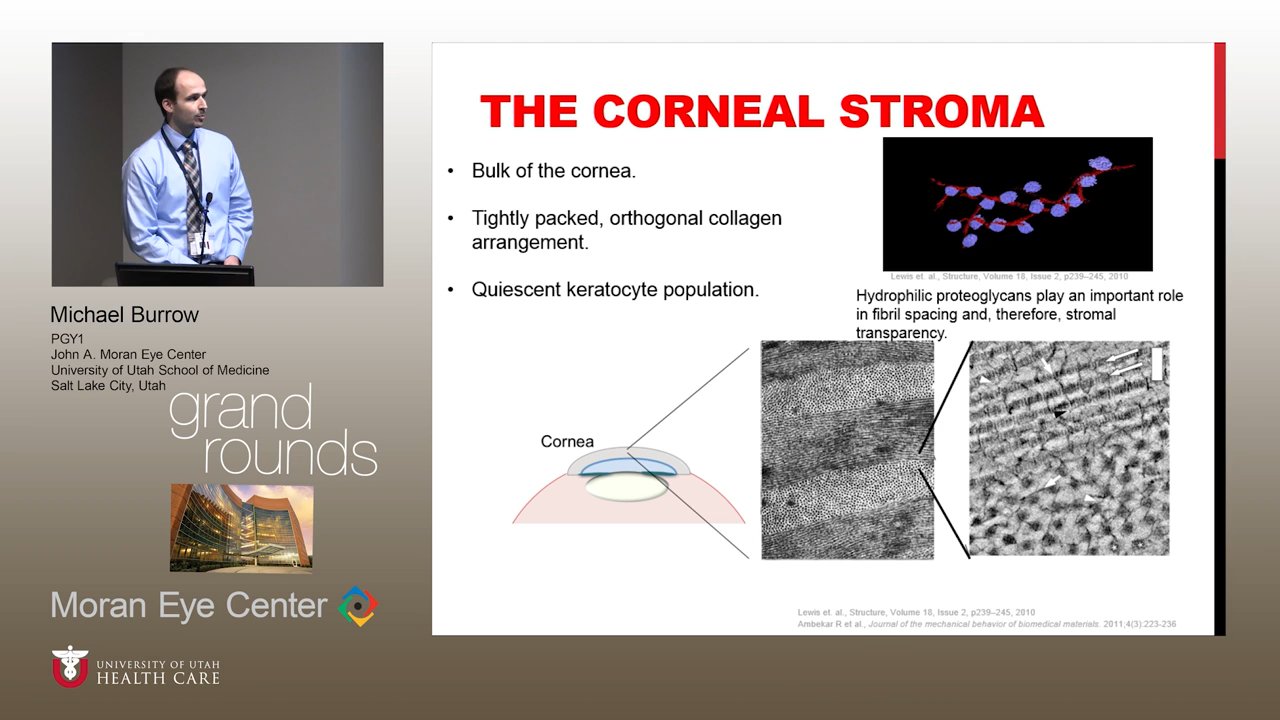 THE CORNEAL STROMA
• Bulk of the cornea.
• Tightly packed, orthogonal collagen
arrangement.
• Quiescent keratocyte population.
Lewis et. al., Structure, Volume 18, Issue 2, p239–245, 2010
Hydrophilic proteoglycans play an important role
in fibril spacing and, therefore, stromal
transparency.
Cornea
Lewis et. al., Structure, Volume 18, Issue 2, p239–245, 2010
Ambekar R et al., Journal of the mechanical behavior of biomedical materials. 2011;4(3):223-236
Michael Burrow
PGY1
John A. Moran Eye Center
University of Utah School of Medicine
Salt Lake City, Utah
grand
rounds
Moran Eye Center
U
UNIVERSITY OF UTAH
HEALTH CARE